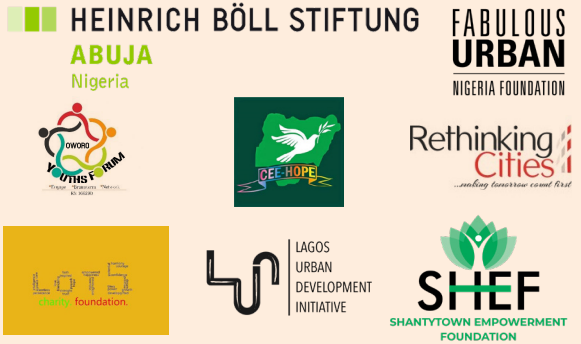 HEINRICH BÖLL STIFTUNG
ABUJA
Nigeria
FABULOUS
URBAN
NIGERIA FOUNDATION
OWORO
YOUTHS FORUM
CEE-HOPE
Rethinking
Cities
...making tomorrow count first
LOTS
charity foundation.
LAGOS
URBAN
DEVELOPMENT
INITIATIVE
SHEF
SHANTYTOWN EMPOWERMENT
FOUNDATION